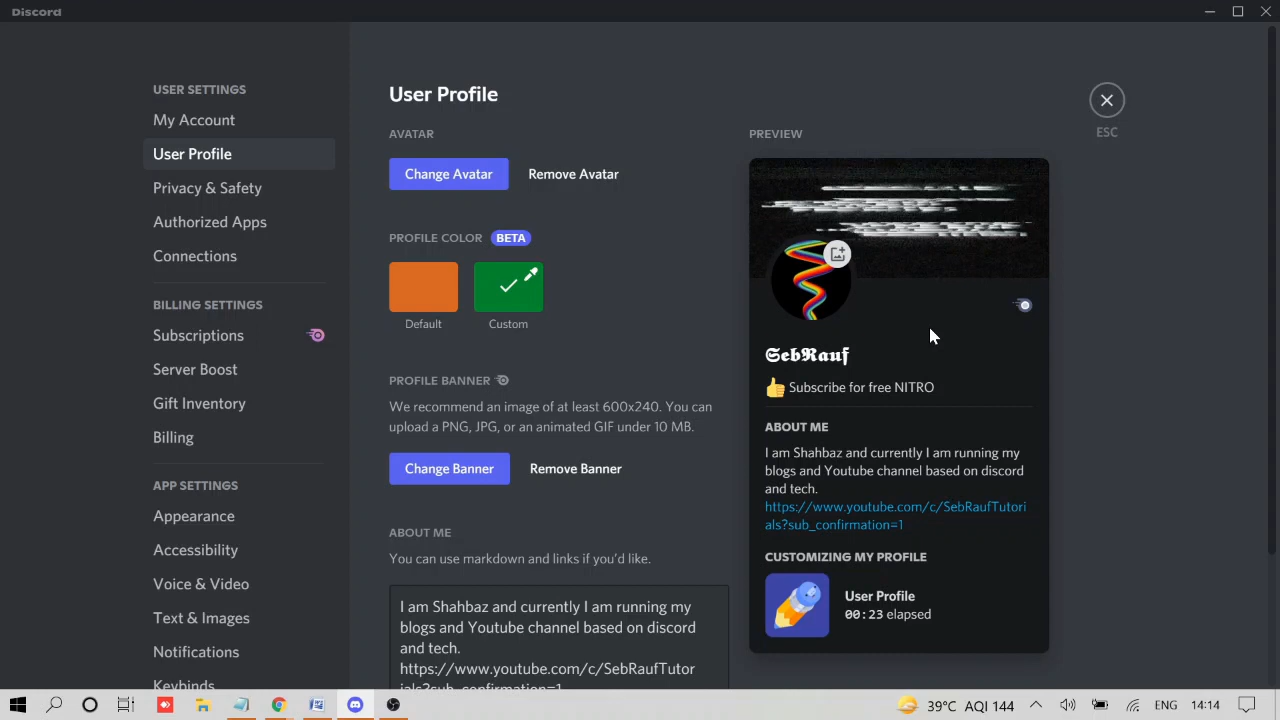 Discord
USER SETTINGS
My Account
User Profile
Privacy & Safety
Authorized Apps
Connections
BILLING SETTINGS
Subscriptions
Server Boost
Gift Inventory
Billing
APP SETTINGS
Appearance
Accessibility
Voice & Video
Text & Images
Notifications
Keybinds
User Profile
AVATAR
Change Avatar
Remove Avatar
PROFILE COLOR BETA
Default
Custom
PROFILE BANNER
We recommend an image of at least 600x240. You can
upload a PNG, JPG, or an animated GIF under 10 MB.
Change Banner
Remove Banner
ABOUT ME
You can use markdown and links if you'd like.
I am Shahbaz and currently I am running my
blogs and Youtube channel based on discord
and tech.
https://www.youtube.com/c/SebRaufTutor
ials?sub_confirmation=1
PREVIEW
𝕾𝖊𝖇𝕽𝖆𝖚𝖋
👍 Subscribe for free NITRO
ABOUT ME
I am Shahbaz and currently I am running my
blogs and Youtube channel based on discord
and tech.
https://www.youtube.com/c/SebRaufTutori
als?sub_confirmation=1
CUSTOMIZING MY PROFILE
User Profile
00:23 elapsed
ESC
39°C AQI 144
ENG
14:14